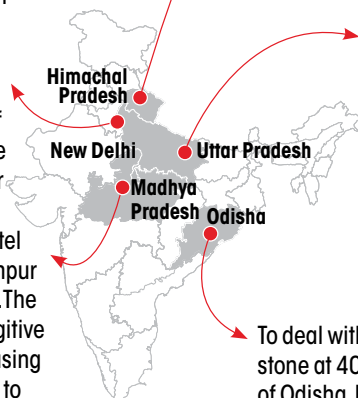 Himachal
Pradesh
New Delhi
Uttar Pradesh
Madhya
Pradesh
Odisha
tel
npur
.The
gitive
using
to
To deal with
stone at 40
of Odisha,